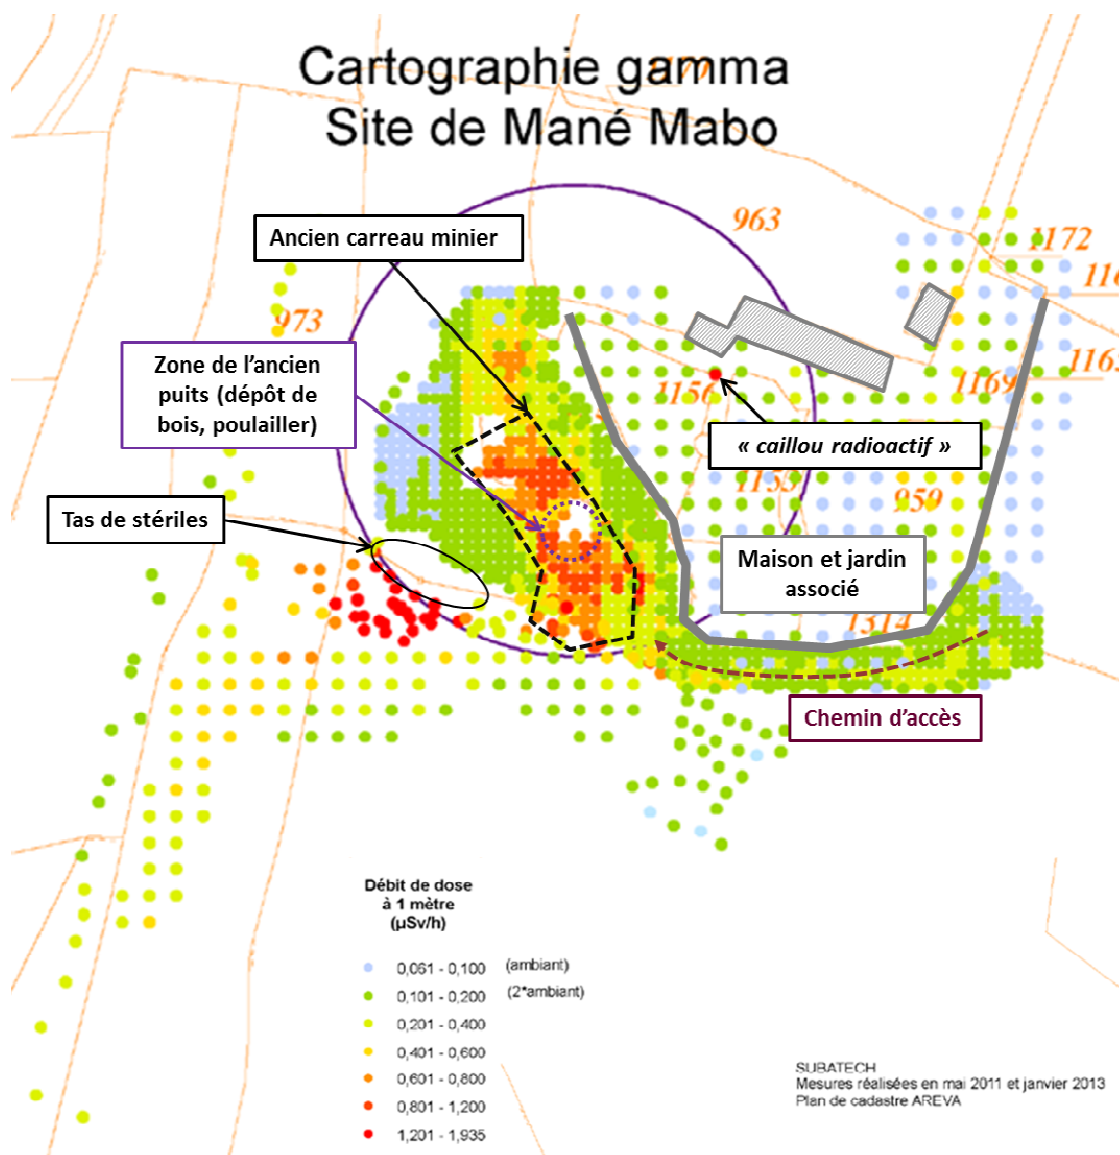 Cartographie gamma
Site de Mané Mabo
963
Ancien carreau minier
1172
973
Zone de l'ancien
puits (dépôt de
bois, poulailler)
1156
1169
« caillou radioactif »
959
Tas de stériles
Maison et jardin
associé
1314
Chemin d'accès
Débit de dose
à 1 mètre
(µSv/h)
0,061 - 0,100 (ambiant)
0,101 - 0,200 (2*ambiant)
0,201 - 0,400
0,401 - 0,600
0,601 - 0,800
0,801 - 1,200
1,201 - 1,935
SUBATECH
Mesures réalisées en mai 2011 et janvier 2013
Plan de cadastre AREVA